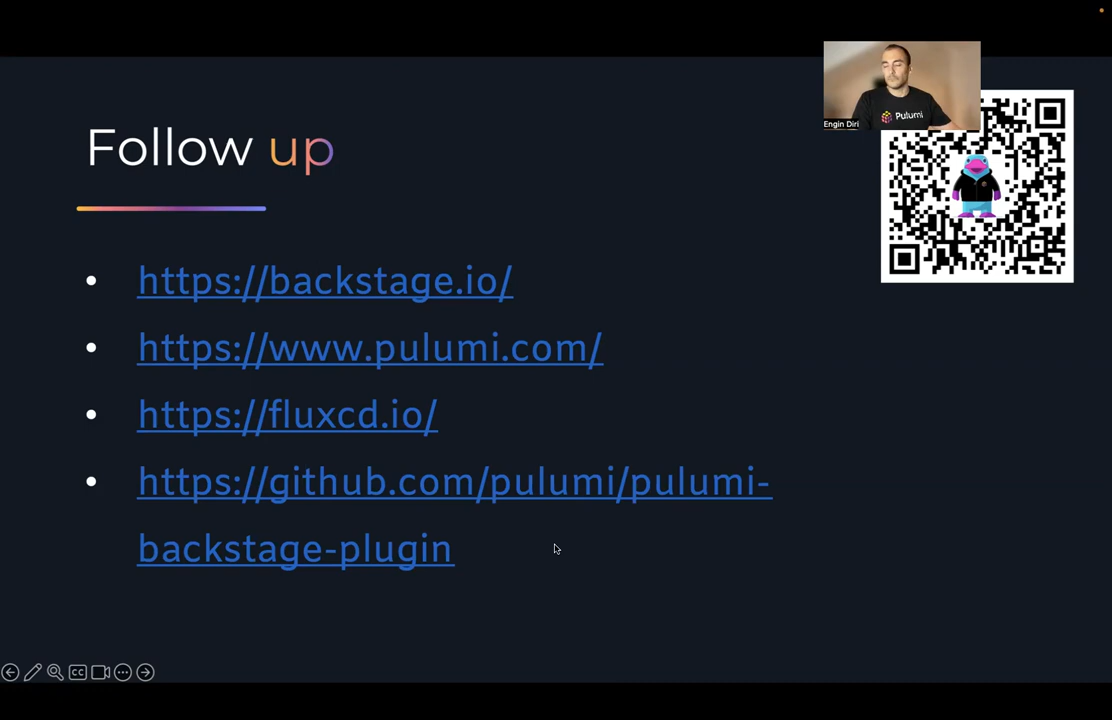 Pulumi
Engin Diri
Follow up
https://backstage.io/
https://www.pulumi.com/
https://fluxcd.io/
https://github.com/pulumi/pulumi-
backstage-plugin
CC